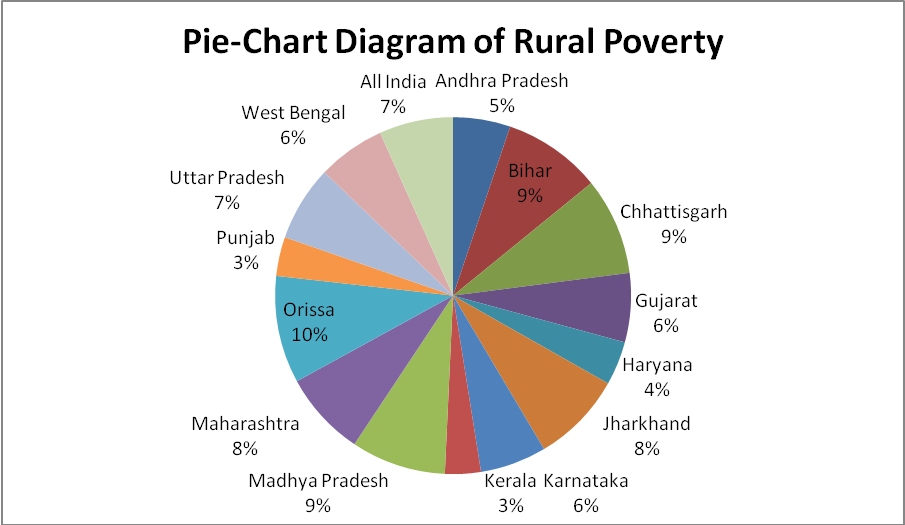 Pie-Chart Diagram of Rural Poverty
All India
7%
Andhra Pradesh
5%
Bihar
9%
Chhattisgarh
9%
Gujarat
6%
Haryana
4%
Jharkhand
8%
Karnataka
6%
Kerala
3%
Madhya Pradesh
9%
Maharashtra
8%
Orissa
10%
Punjab
3%
Uttar Pradesh
7%
West Bengal
6%